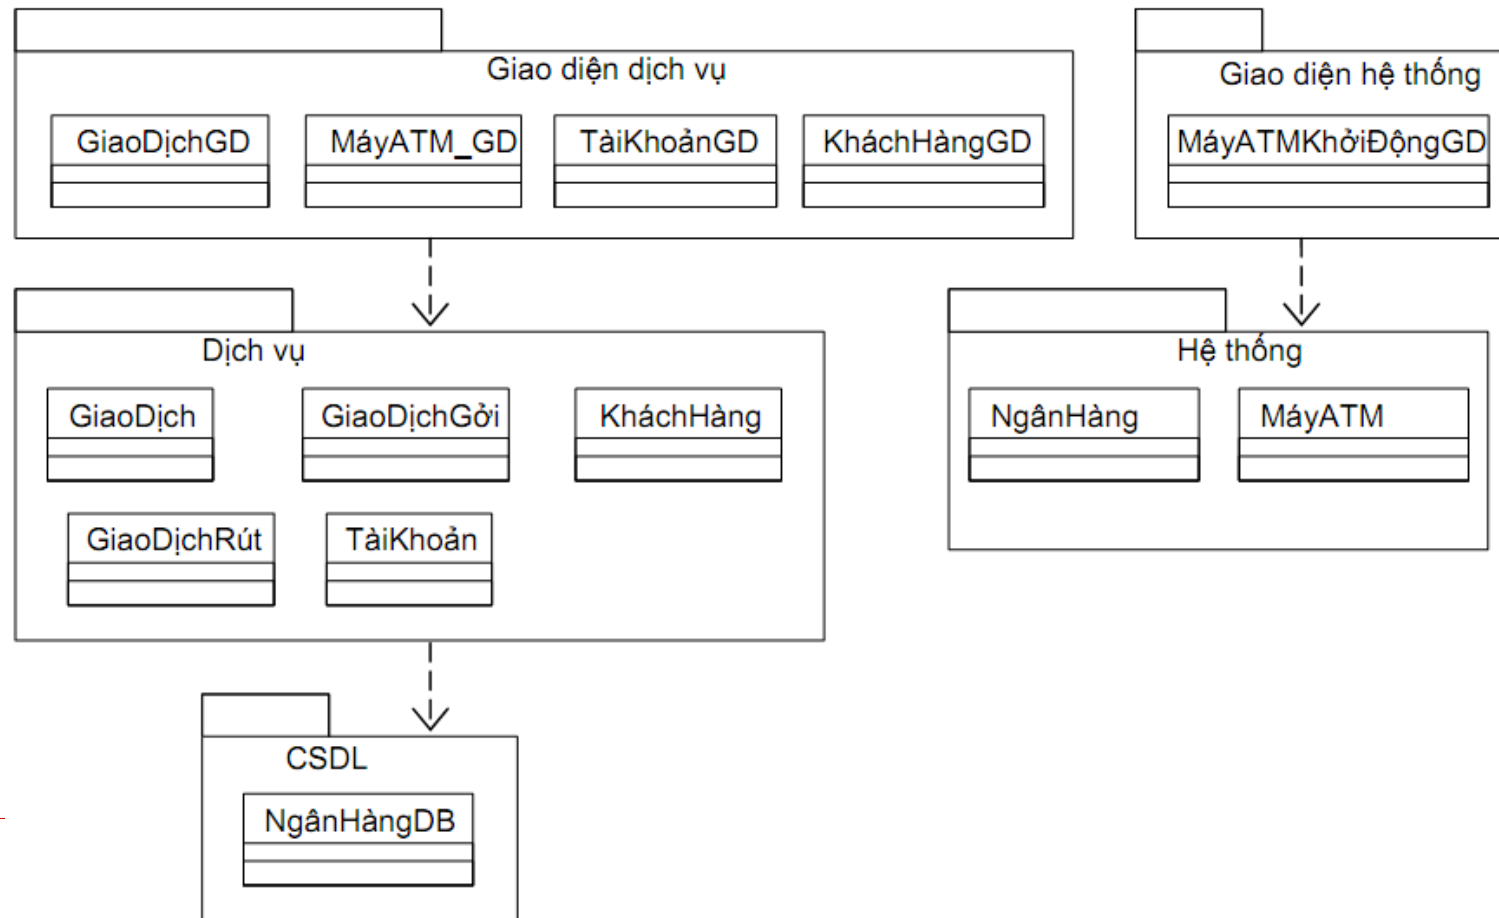 Giao diện dịch vụ
GiaoDịchGD
MáyATM_GD
TàiKhoảnGD
KháchHàngGD
Giao diện hệ thống
MáyATMKhởiĐộngGD
Dịch vụ
GiaoDịch
GiaoDịchGởi
KháchHàng
GiaoDịchRút
TàiKhoản
Hệ thống
NgânHàng
MáyATM
CSDL
NgânHàngDB